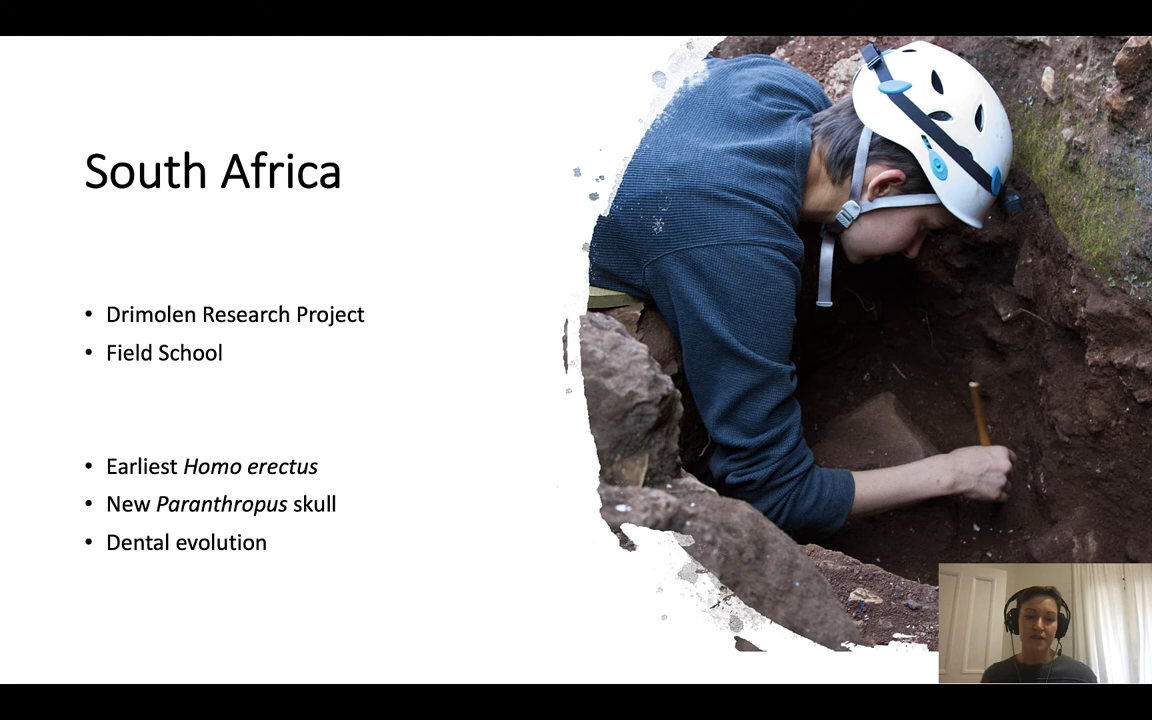 South Africa
• Drimolen Research Project
• Field School
• Earliest Homo erectus
• New Paranthropus skull
• Dental evolution